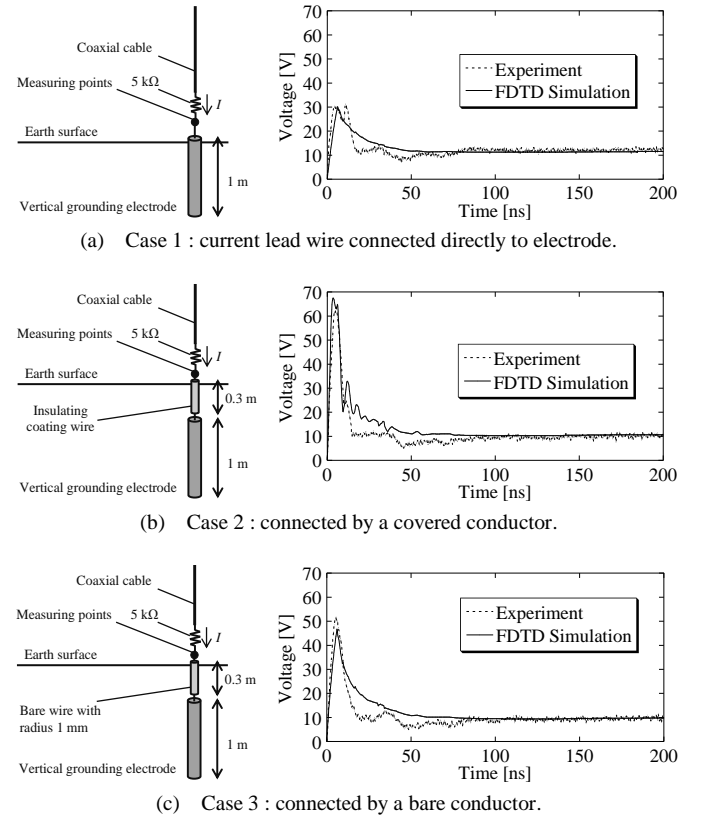 Coaxial cable
Measuring points
5 kΩ
I
Earth surface
1 m
Vertical grounding electrode
Voltage [V]
70
60
50
40
30
20
10
0
Experiment
FDTD Simulation
0 50 100 150 200
Time [ns]
(a) Case 1 : current lead wire connected directly to electrode.
Coaxial cable
Measuring points
5 kΩ
I
Earth surface
0.3 m
Insulating
coating wire
1 m
Vertical grounding electrode
Voltage [V]
70
60
50
40
30
20
10
0
Experiment
FDTD Simulation
0 50 100 150 200
Time [ns]
(b) Case 2 : connected by a covered conductor.
Coaxial cable
Measuring points
5 kΩ
I
Earth surface
0.3 m
Bare wire with
radius 1 mm
1 m
Vertical grounding electrode
Voltage [V]
70
60
50
40
30
20
10
0
Experiment
FDTD Simulation
0 50 100 150 200
Time [ns]
(c) Case 3 : connected by a bare conductor.